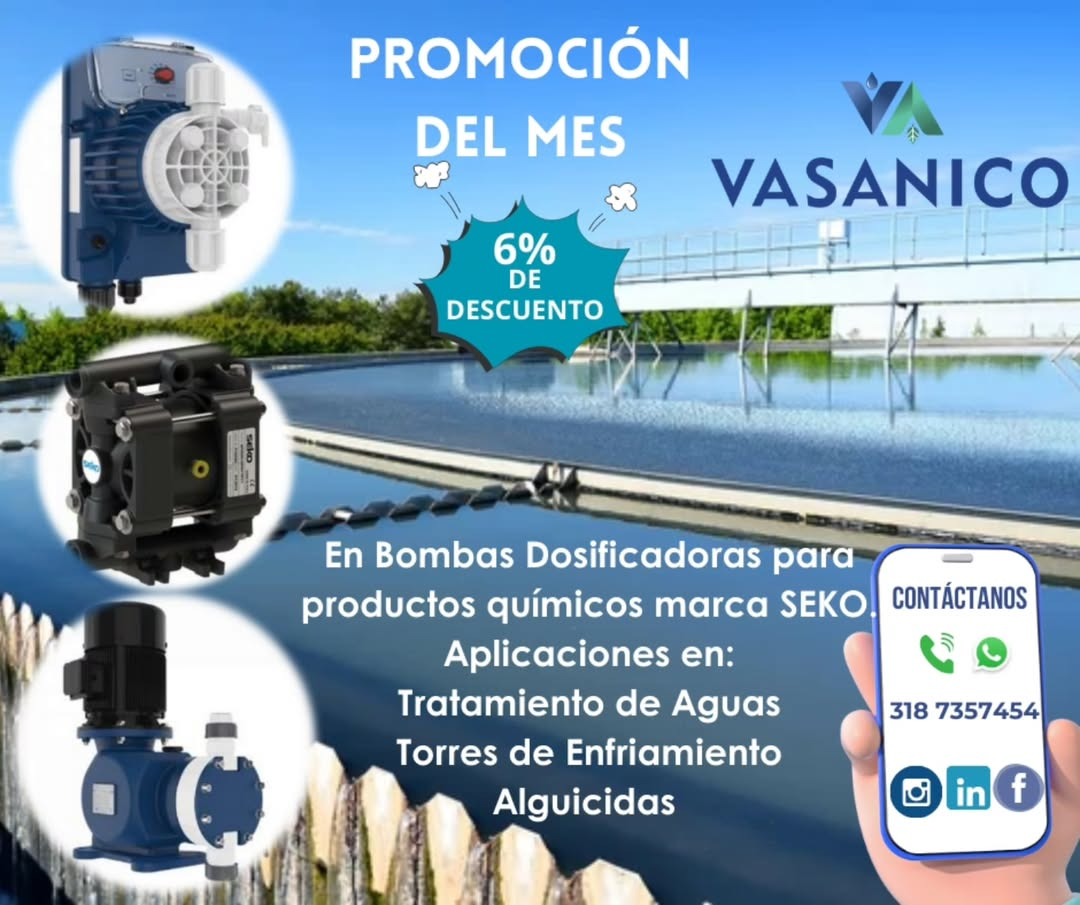 PROMOCIÓN
DEL MES
VASANICO
6%
DE
DESCUENTO
seko
seko
En Bombas Dosificadoras para
productos químicos marca SEKO.
Aplicaciones en:
Tratamiento de Aguas
Torres de Enfriamiento
Alguicidas
CONTÁCTANOS
318 7357454